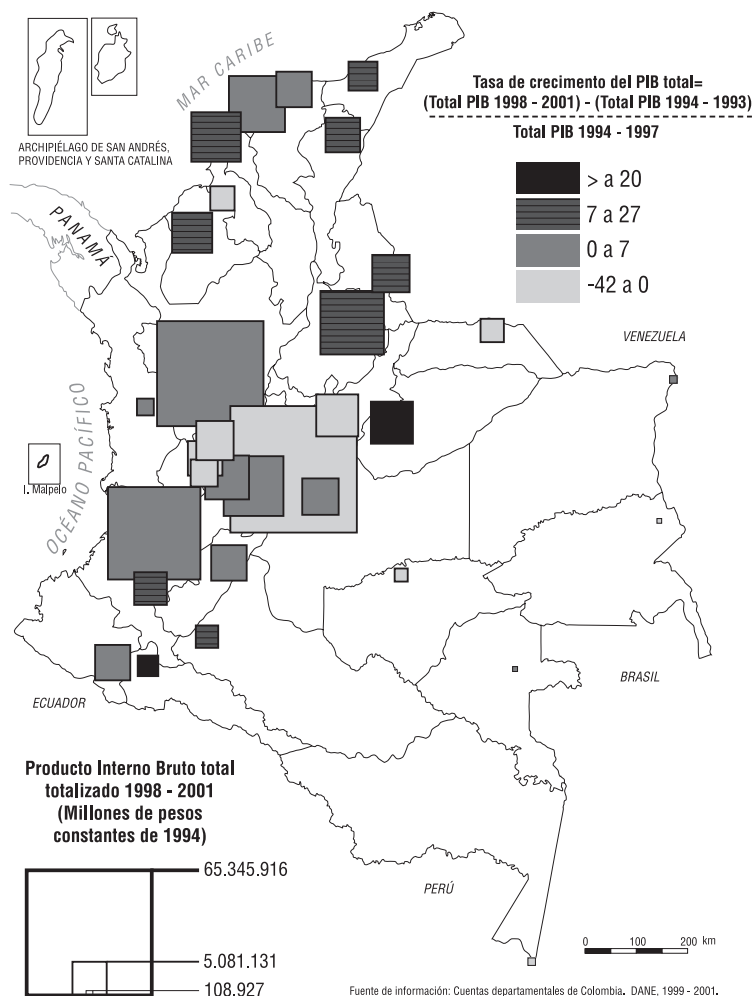 MAR CARIBE
ARCHIPIÉLAGO DE SAN ANDRÉS,
PROVIDENCIA Y SANTA CATALINA
Tasa de crecimento del PIB total=
(Total PIB 1998 - 2001) - (Total PIB 1994 - 1993)
Total PIB 1994 - 1997
> a 20
7 a 27
0 a 7
-42 a 0
PANAMÁ
VENEZUELA
OCÉANO PACÍFICO
I. Malpelo
ECUADOR
BRASIL
PERÚ
Producto Interno Bruto total
totalizado 1998 - 2001
(Millones de pesos
constantes de 1994)
65.345.916
5.081.131
108.927
0 100 200 km
Fuente de información: Cuentas departamentales de Colombia. DANE, 1999 - 2001.